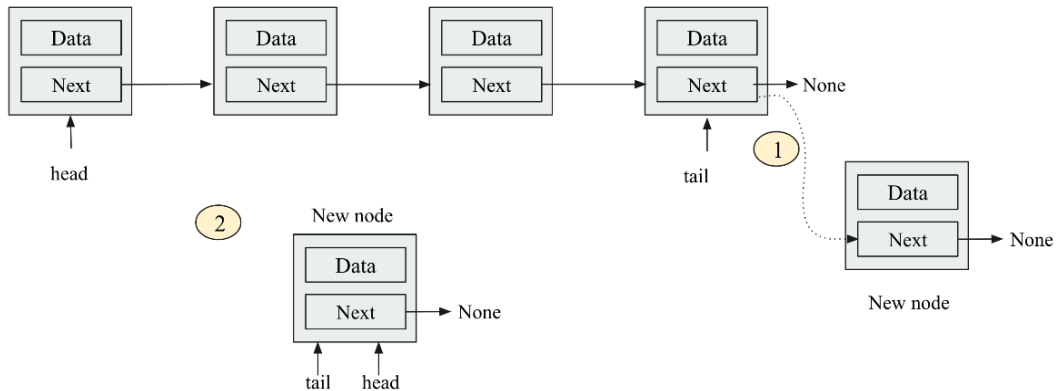 Data
Data
Data
Data
Next
Next
Next
Next
None
head
tail
1
Data
Next
None
New node
2
New node
Data
Next
None
tail
head